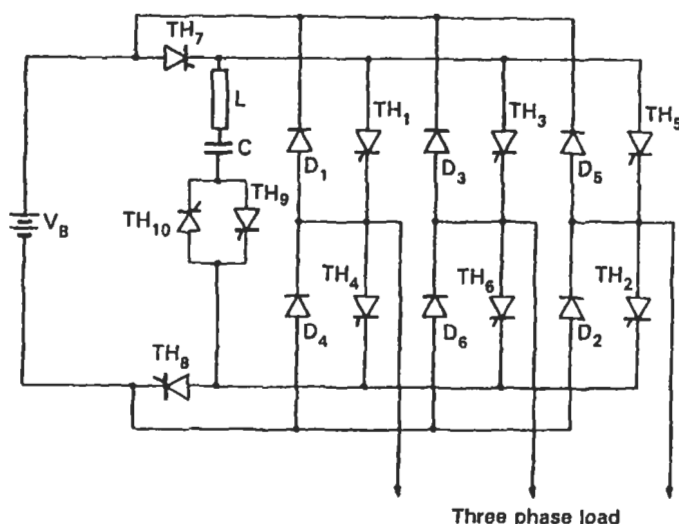 TH7
L
C
TH9
TH10
VB
TH8
D1
TH1
D3
TH3
D5
TH5
D4
TH4
D6
TH6
D2
TH2
Three phase load